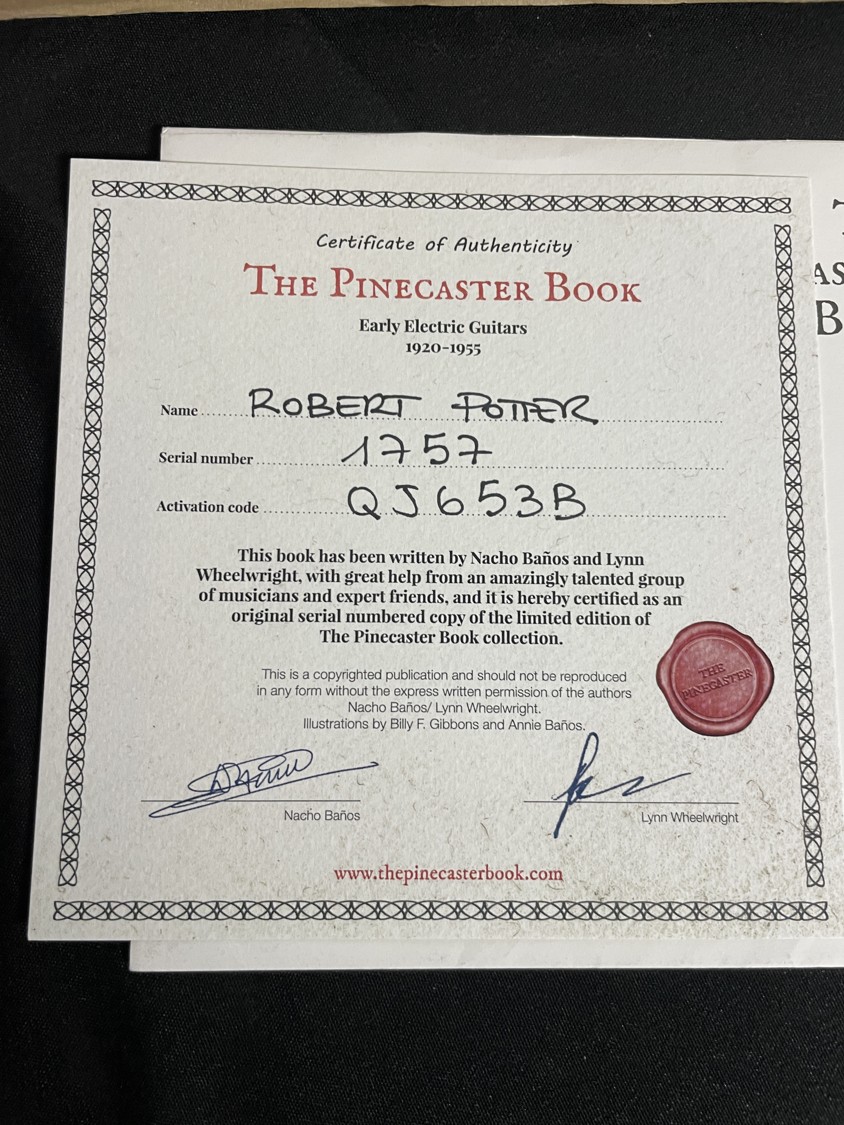 Certificate of Authenticity
THE PINECASTER BOOK
Early Electric Guitars
1920-1955
Name ROBERT POTTER
Serial number 1757
Activation code QJ653B
This book has been written by Nacho Baños and Lynn
Wheelwright, with great help from an amazingly talented group
of musicians and expert friends, and it is hereby certified as an
original serial numbered copy of the limited edition of
The Pinecaster Book collection.
THE
PINECASTER
This is a copyrighted publication and should not be reproduced
in any form without the express written permission of the authors
Nacho Baños/ Lynn Wheelwright.
Illustrations by Billy F. Gibbons and Annie Baños.
Nacho Baños
Lynn Wheelwright
www.thepinecasterbook.com
AS
B